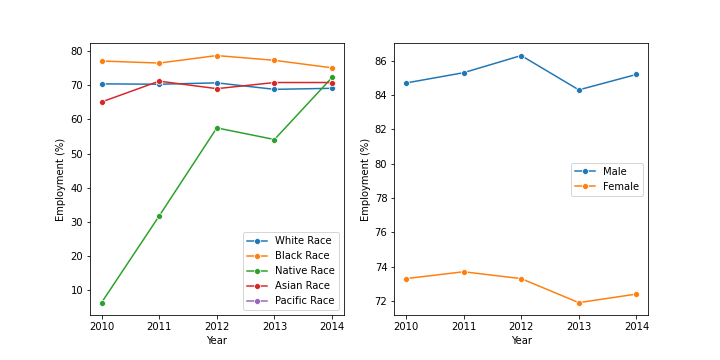 80
70
60
50
40
30
20
10
Employment (%)
2010 2011 2012 2013 2014
Year
White Race
Black Race
Native Race
Asian Race
Pacific Race
86
84
82
80
78
76
74
72
Employment (%)
2010 2011 2012 2013 2014
Year
Male
Female